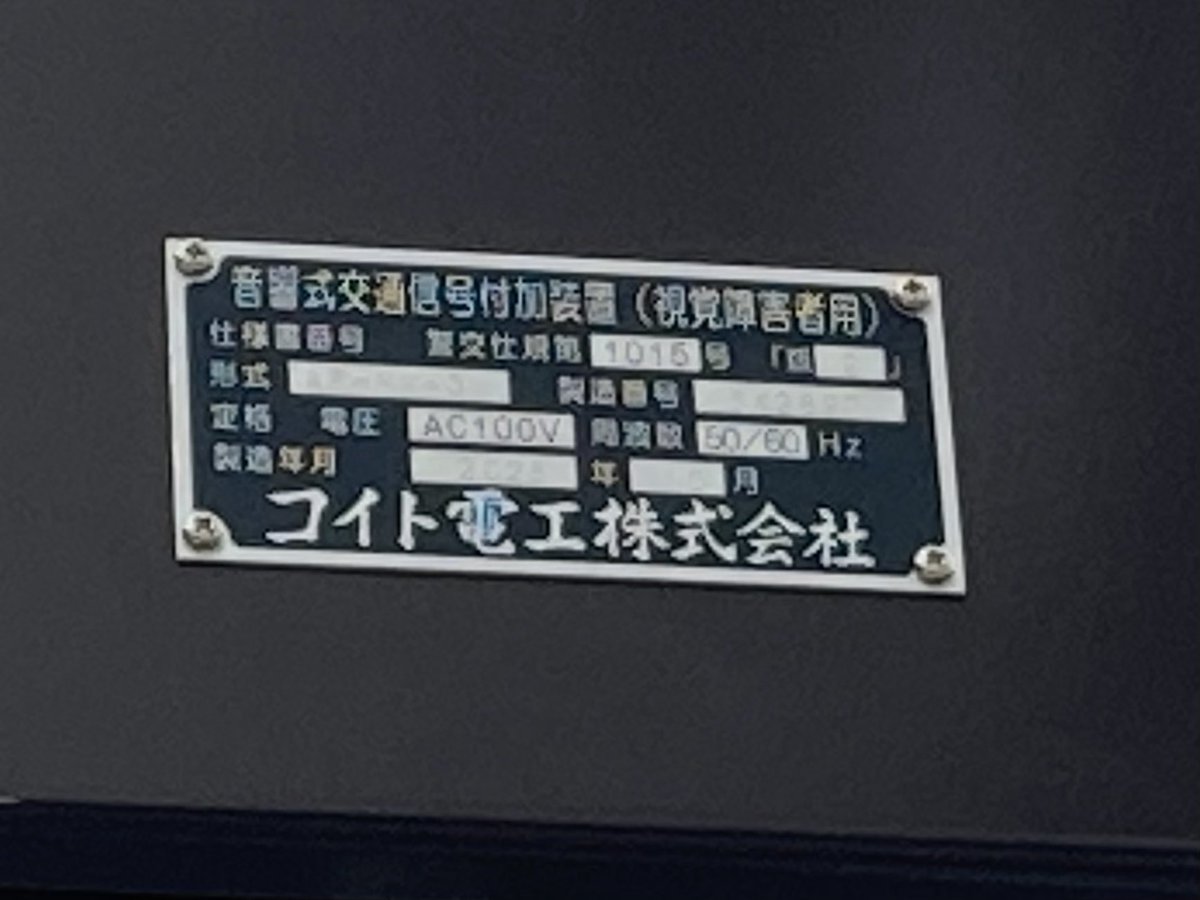 音響式交通信号付加装置（視覚障害者用）
仕様書番号 警交仕規第 1015 号 「版 」
形式 製造番号
定格 電圧 AC100V 周波数 50/60 Hz
製造年月 年 月
コイト電工株式会社